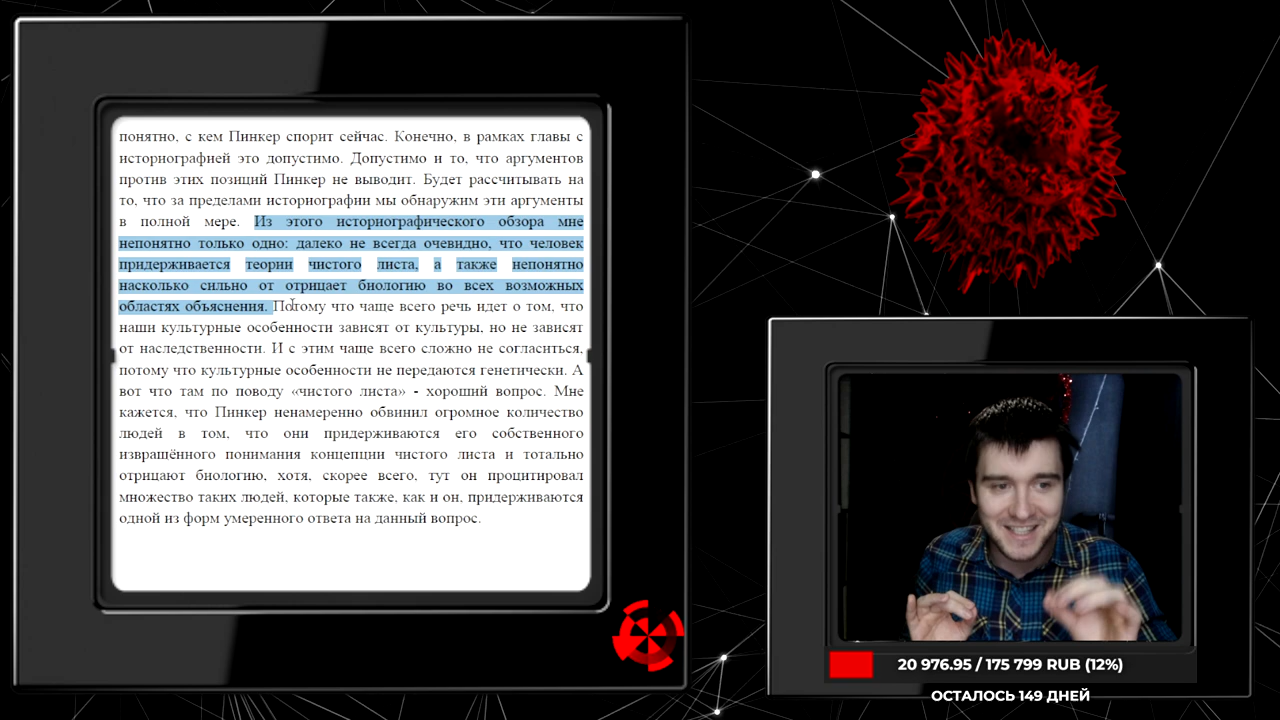 понятно, с кем Пинкер спорит сейчас. Конечно, в рамках главы с
историографией это допустимо. Допустимо и то, что аргументов
против этих позиций Пинкер не выводит. Будет рассчитывать на
то, что за пределами историографии мы обнаружим эти аргументы
в полной мере. Из этого историографического обзора мне
непонятно только одно: далеко не всегда очевидно, что человек
придерживается теории чистого листа, а также непонятно
насколько сильно от отрицает биологию во всех возможных
областях объяснения. Потому что чаще всего речь идет о том, что
наши культурные особенности зависят от культуры, но не зависят
от наследственности. И с этим чаще всего сложно не согласиться,
потому что культурные особенности не передаются генетически. А
вот что там по поводу «чистого листа» - хороший вопрос. Мне
кажется, что Пинкер ненамеренно обвинил огромное количество
людей в том, что они придерживаются его собственного
извращённого понимания концепции чистого листа и тотально
отрицают биологию, хотя, скорее всего, тут он процитировал
множество таких людей, которые также, как и он, придерживаются
одной из форм умеренного ответа на данный вопрос.
20 976.95 / 175 799 RUB (12%)
ОСТАЛОСЬ 149 ДНЕЙ